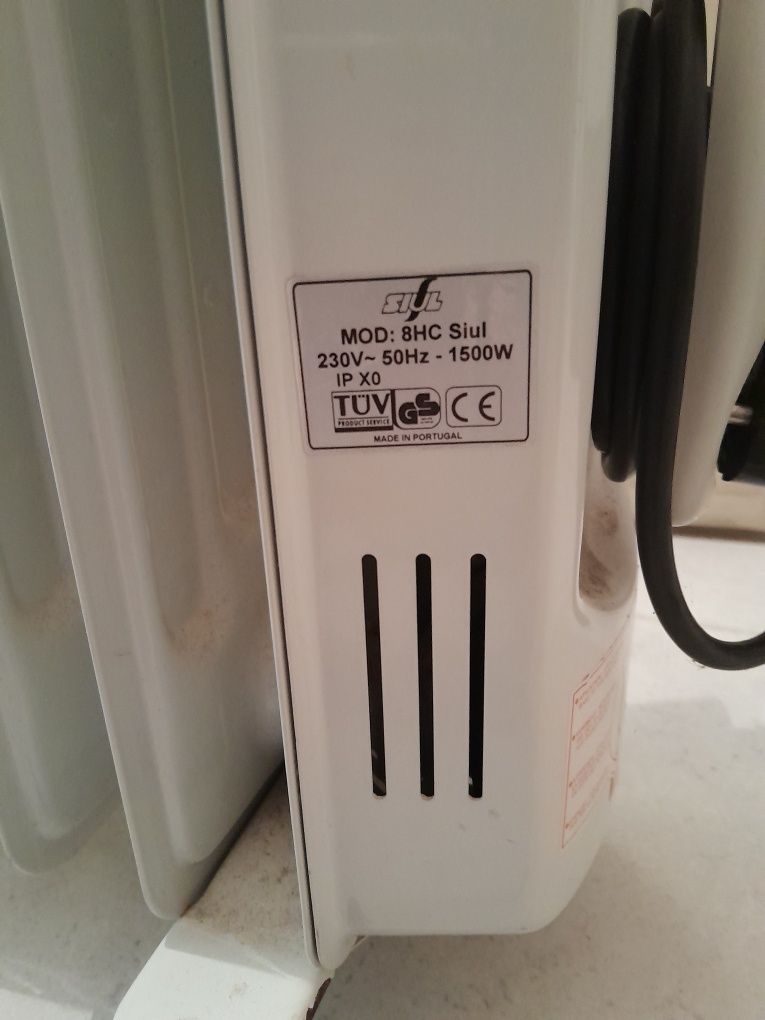 SIUL
MOD: 8HC Siul
230V~ 50Hz - 1500W
IP X0
TÜV
PRODUCT SERVICE
GS
CE
MADE IN PORTUGAL